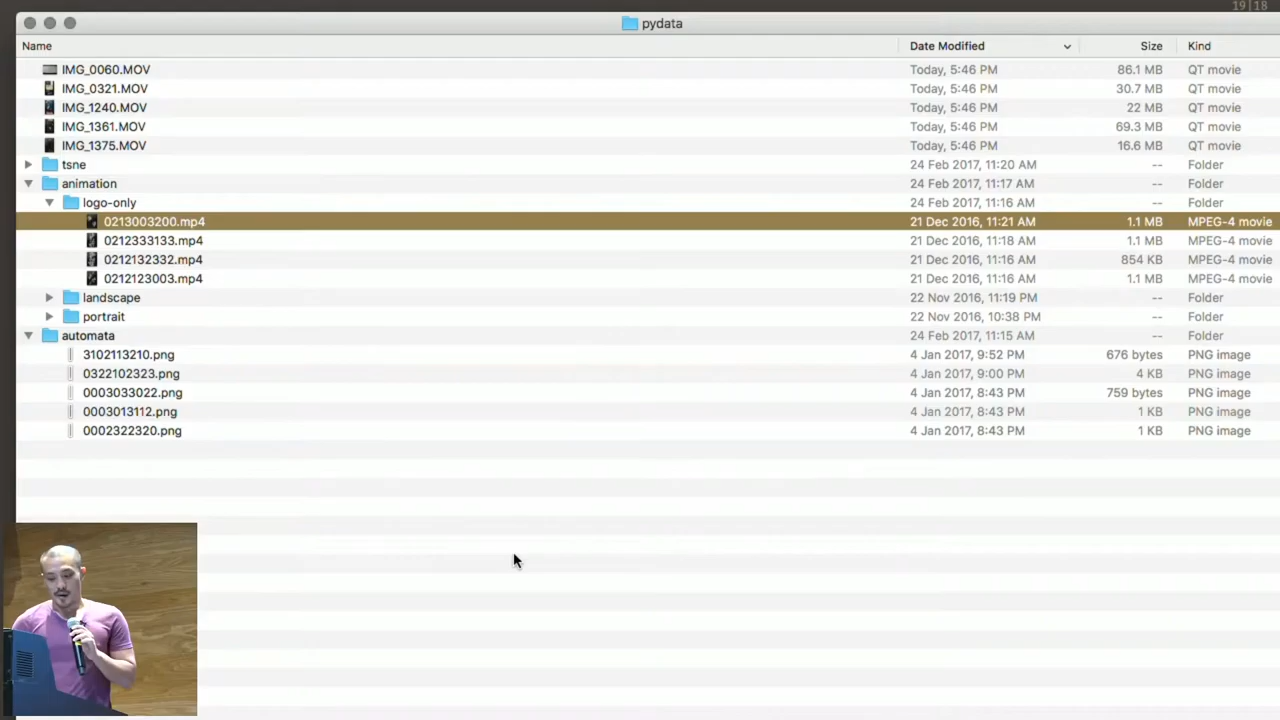 19|18
pydata
Name Date Modified Size Kind
IMG_0060.MOV Today, 5:46 PM 86.1 MB QT movie
IMG_0321.MOV Today, 5:46 PM 30.7 MB QT movie
IMG_1240.MOV Today, 5:46 PM 22 MB QT movie
IMG_1361.MOV Today, 5:46 PM 69.3 MB QT movie
IMG_1375.MOV Today, 5:46 PM 16.6 MB QT movie
tsne 24 Feb 2017, 11:20 AM -- Folder
animation 24 Feb 2017, 11:17 AM -- Folder
logo-only 24 Feb 2017, 11:16 AM -- Folder
0213003200.mp4 21 Dec 2016, 11:21 AM 1.1 MB MPEG-4 movie
0212333133.mp4 21 Dec 2016, 11:18 AM 1.1 MB MPEG-4 movie
0212132332.mp4 21 Dec 2016, 11:16 AM 854 KB MPEG-4 movie
0212123003.mp4 21 Dec 2016, 11:16 AM 1.1 MB MPEG-4 movie
landscape 22 Nov 2016, 11:19 PM -- Folder
portrait 22 Nov 2016, 10:38 PM -- Folder
automata 24 Feb 2017, 11:15 AM -- Folder
3102113210.png 4 Jan 2017, 9:52 PM 676 bytes PNG image
0322102323.png 4 Jan 2017, 9:00 PM 4 KB PNG image
0003033022.png 4 Jan 2017, 8:43 PM 759 bytes PNG image
0003013112.png 4 Jan 2017, 8:43 PM 1 KB PNG image
0002322320.png 4 Jan 2017, 8:43 PM 1 KB PNG image